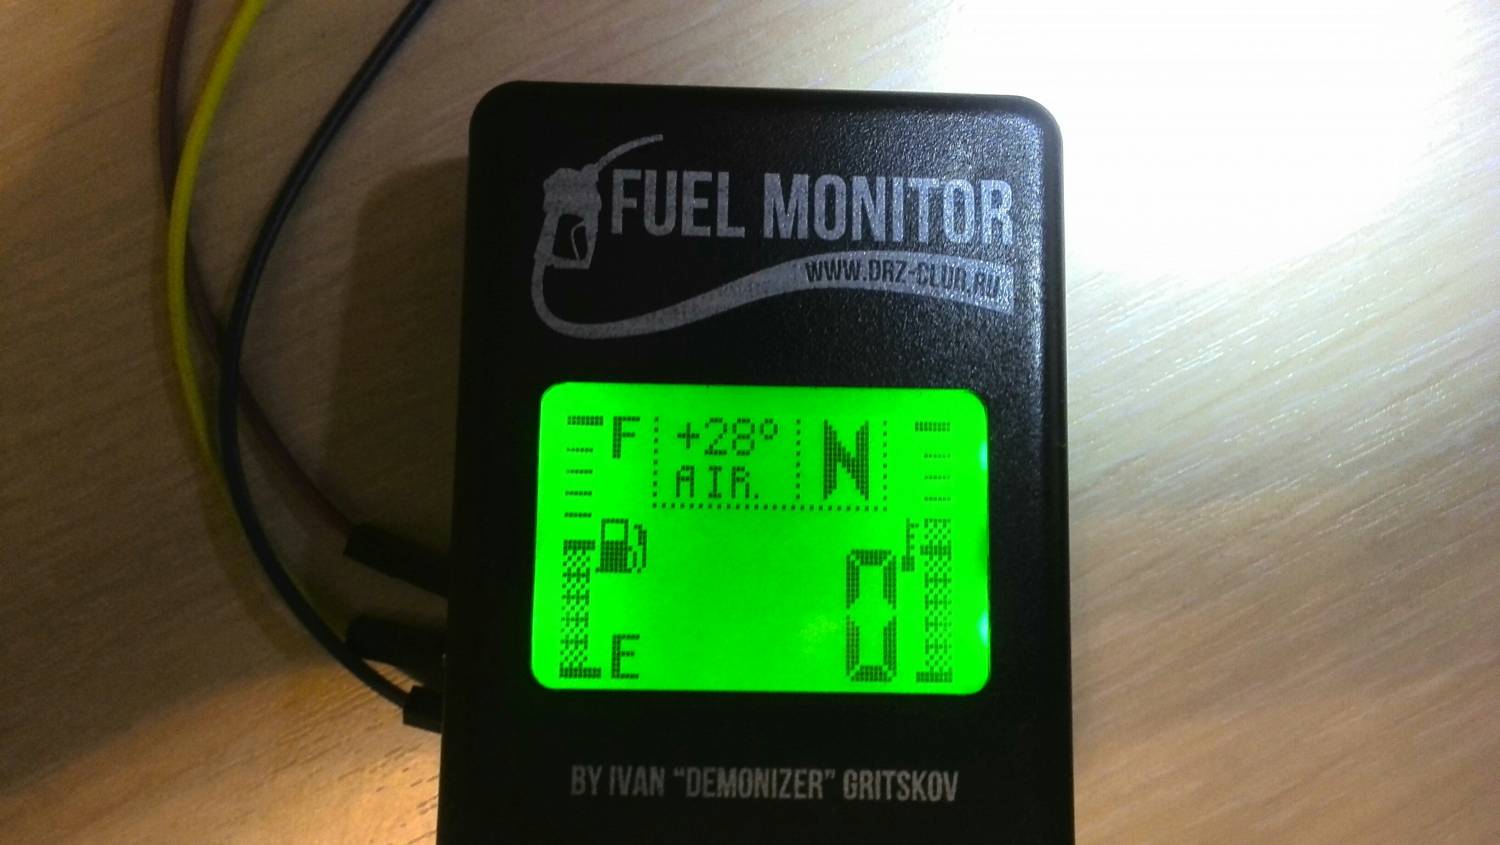 FUEL MONITOR
WWW.DRZ-CLUB.RU
F +28° N
AIR.
0
E
BY IVAN “DEMONIZER” GRITSKOV